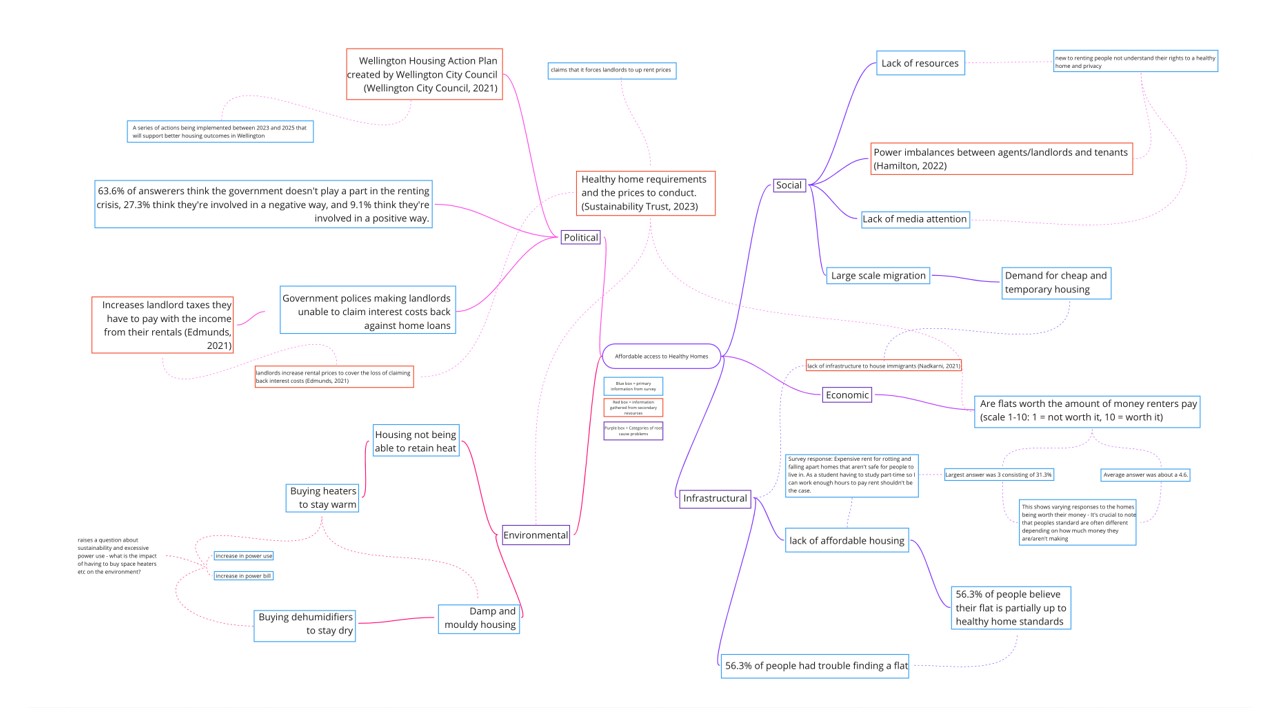 Wellington Housing Action Plan
created by Wellington City Council
(Wellington City Council, 2021)
A series of actions being implemented between 2023 and 2025 that
will support better housing outcomes in Wellington
63.6% of answerers think the government doesn't play a part in the renting
crisis, 27.3% think they're involved in a negative way, and 9.1% think they're
involved in a positive way.
Political
Government polices making landlords
unable to claim interest costs back
against home loans
Increases landlord taxes they
have to pay with the income
from their rentals (Edmunds,
2021)
landlords increase rental prices to cover the loss of claiming
back interest costs (Edmunds, 2021)
claims that it forces landlords to up rent prices
Healthy home requirements
and the prices to conduct.
(Sustainability Trust, 2023)
Affordable access to Healthy Homes
Blue box = primary
information from survey
Red box = information
gathered from secondary
resources
Purple box = Categories of root
cause problems
Social
Lack of resources
new to renting people not understand their rights to a healthy
home and privacy
Power imbalances between agents/landlords and tenants
(Hamilton, 2022)
Lack of media attention
Large scale migration
Demand for cheap and
temporary housing
lack of infrastructure to house immigrants (Nadkarni, 2021)
Economic
Are flats worth the amount of money renters pay
(scale 1-10: 1 = not worth it, 10 = worth it)
Largest answer was 3 consisting of 31.3%
Average answer was about a 4.6.
This shows varying responses to the homes
being worth their money - It's crucial to note
that peoples standard are often different
depending on how much money they
are/aren't making
Survey response: Expensive rent for rotting and
falling apart homes that aren't safe for people to
live in. As a student having to study part-time so I
can work enough hours to pay rent shouldn't be
the case.
Infrastructural
lack of affordable housing
56.3% of people believe
their flat is partially up to
healthy home standards
56.3% of people had trouble finding a flat
Environmental
Housing not being
able to retain heat
Buying heaters
to stay warm
raises a question about
sustainability and excessive
power use - what is the impact
of having to buy space heaters
etc on the environment?
increase in power use
increase in power bill
Buying dehumidifiers
to stay dry
Damp and
mouldy housing